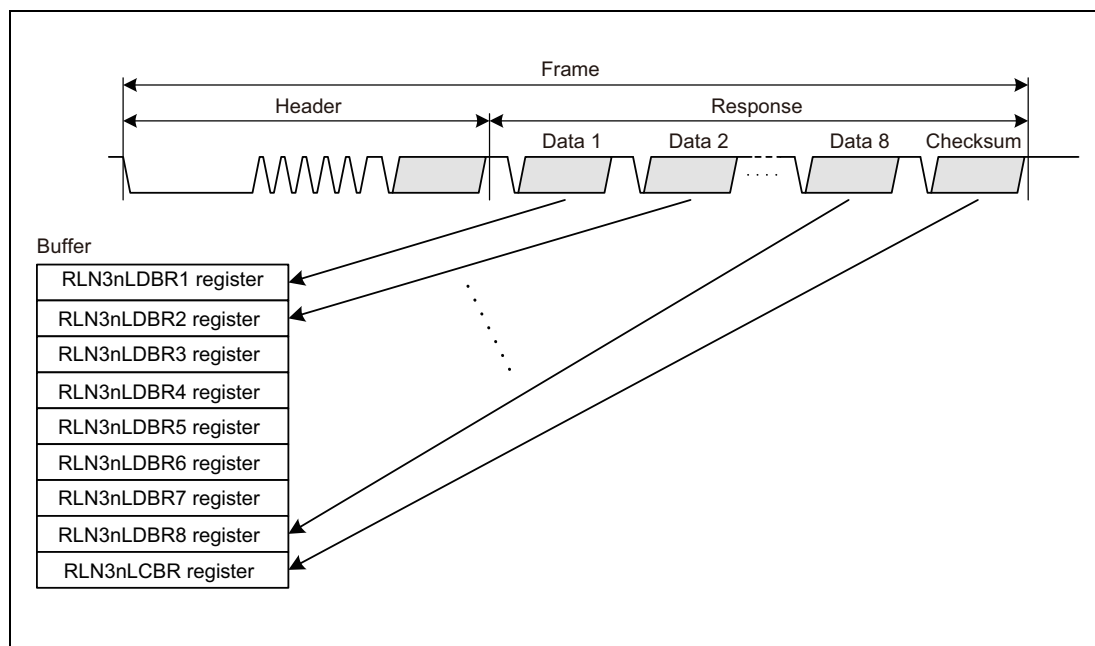 Frame
Header Response
Data 1 Data 2 Data 8 Checksum
Buffer
RLN3nLDBR1 register
RLN3nLDBR2 register
RLN3nLDBR3 register
RLN3nLDBR4 register
RLN3nLDBR5 register
RLN3nLDBR6 register
RLN3nLDBR7 register
RLN3nLDBR8 register
RLN3nLCBR register